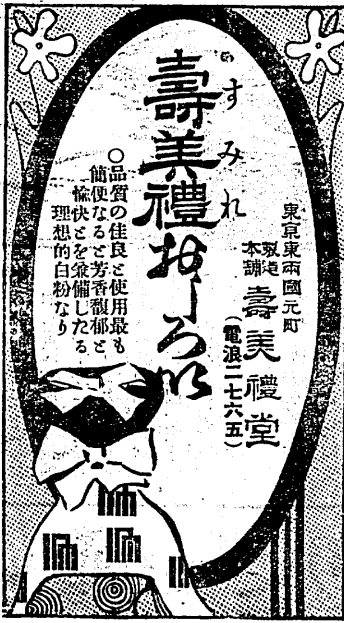 すみれ
壽美禮おしろい
○品質の佳良と使用最も
簡便なると芳香馥郁と
愉快とを兼備したる
理想的白粉なり
東京東兩國元町
製造本舗
壽美禮堂
(電浪二七六五)